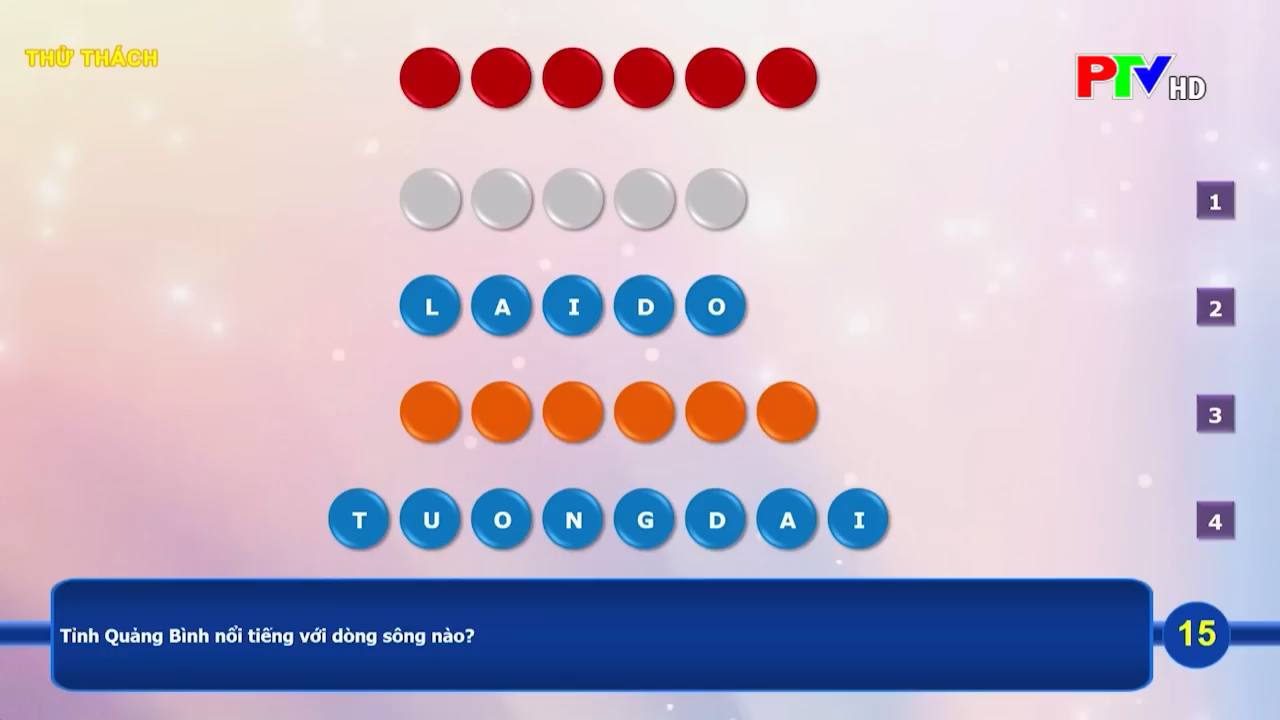 THỬ THÁCH
PTV HD
1
L A I D O
2
3
T U O N G D A I
4
Tỉnh Quảng Bình nổi tiếng với dòng sông nào?
15